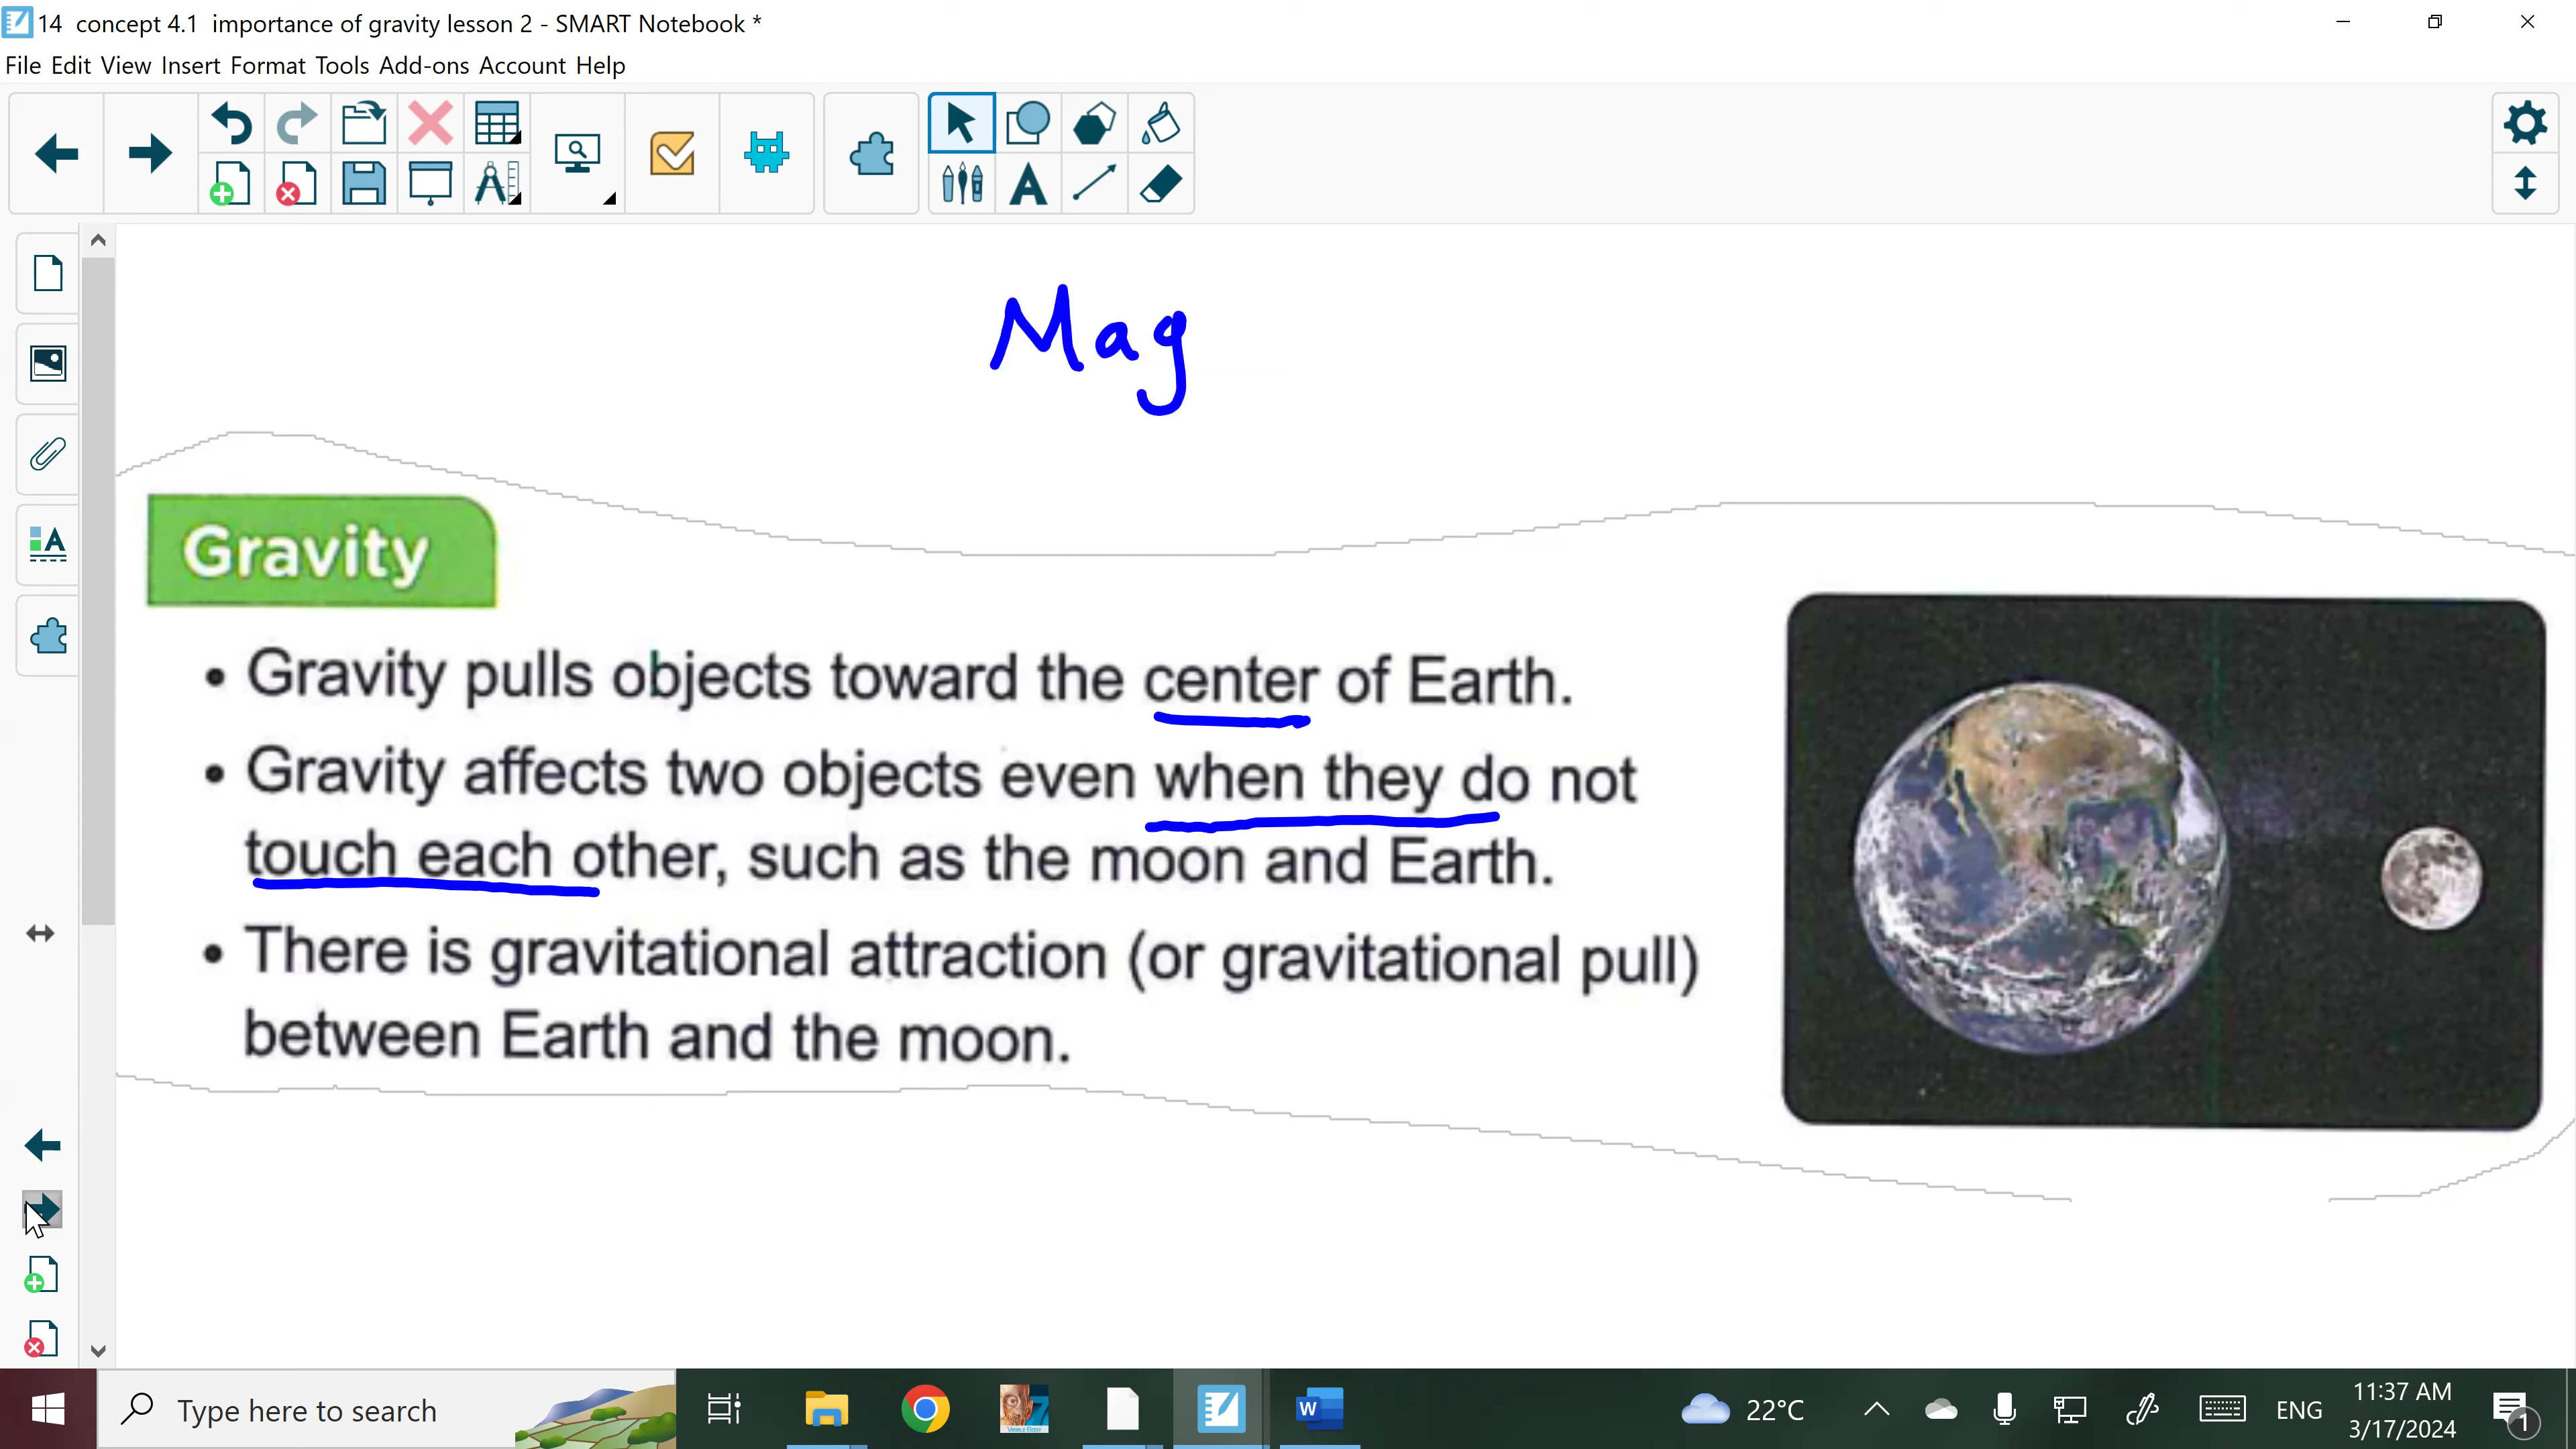 14 concept 4.1 importance of gravity lesson 2 - SMART Notebook *
File Edit View Insert Format Tools Add-ons Account Help
Mag
Gravity
• Gravity pulls objects toward the center of Earth.
• Gravity affects two objects even when they do not
touch each other, such as the moon and Earth.
• There is gravitational attraction (or gravitational pull)
between Earth and the moon.
Type here to search
22°C
ENG
11:37 AM
3/17/2024
1